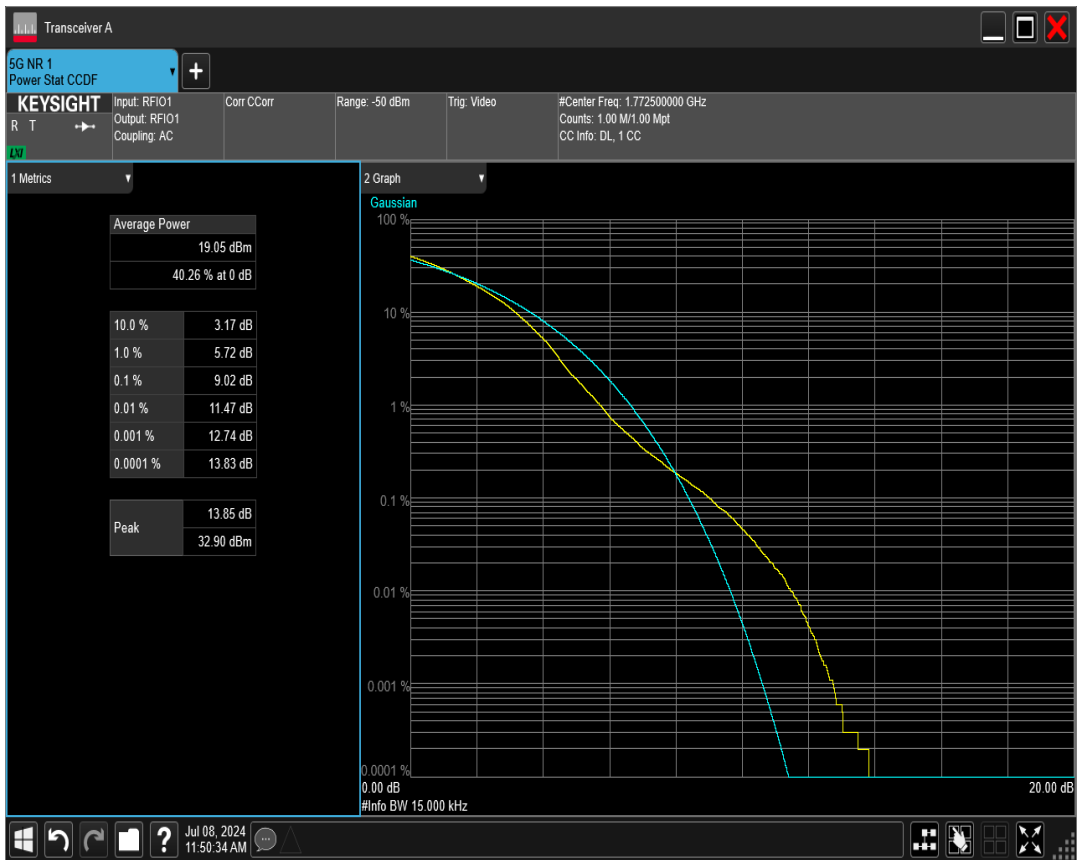 Transceiver A
5G NR 1
Power Stat CCDF
+
KEYSIGHT
R T
LXI
Input: RFIO1
Output: RFIO1
Coupling: AC
Corr CCorr
Range: -50 dBm
Trig: Video
#Center Freq: 1.772500000 GHz
Counts: 1.00 M/1.00 Mpt
CC Info: DL, 1 CC
1 Metrics
Average Power
19.05 dBm
40.26 % at 0 dB
10.0 % 3.17 dB
1.0 % 5.72 dB
0.1 % 9.02 dB
0.01 % 11.47 dB
0.001 % 12.74 dB
0.0001 % 13.83 dB
Peak
13.85 dB
32.90 dBm
2 Graph
Gaussian
100 %
10 %
1 %
0.1 %
0.01 %
0.001 %
0.0001 %
0.00 dB
20.00 dB
#Info BW 15.000 kHz
?
Jul 08, 2024
11:50:34 AM